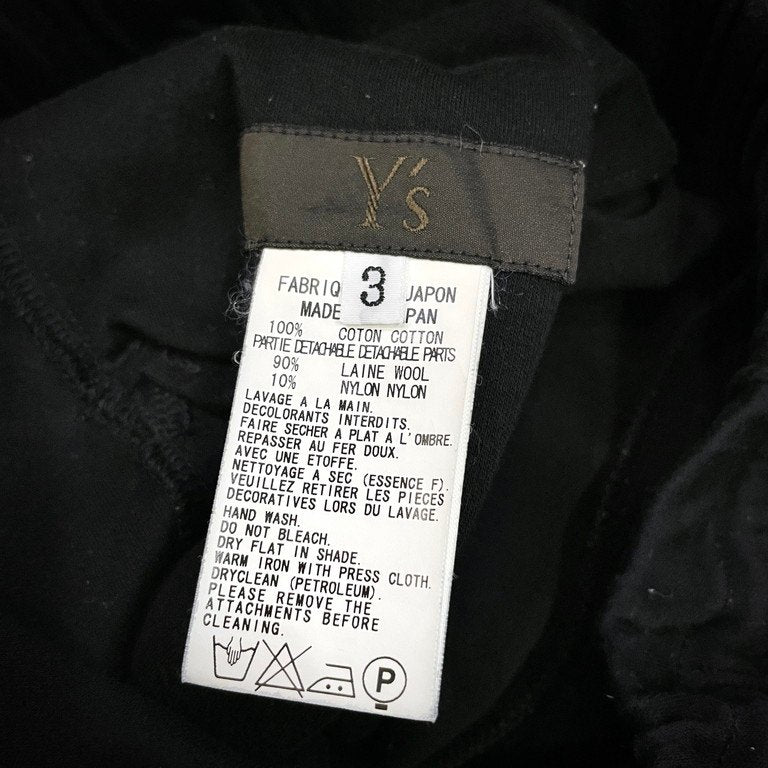 Y's
3
FABRIQ JAPON
MADE PAN
100% COTON COTTON
PARTIE DETACHABLE DETACHABLE PARTS
90% LAINE WOOL
10% NYLON NYLON
LAVAGE A LA MAIN.
DECOLORANTS INTERDITS.
FAIRE SECHER A PLAT A L'OMBRE.
REPASSER AU FER DOUX.
AVEC UNE ETOFFE.
NETTOYAGE A SEC (ESSENCE F).
VEUILLEZ RETIRER LES PIECES
DECORATIVES LORS DU LAVAGE.
HAND WASH.
DO NOT BLEACH.
DRY FLAT IN SHADE.
WARM IRON WITH PRESS CLOTH.
DRYCLEAN (PETROLEUM).
PLEASE REMOVE THE
ATTACHMENTS BEFORE
CLEANING.
P